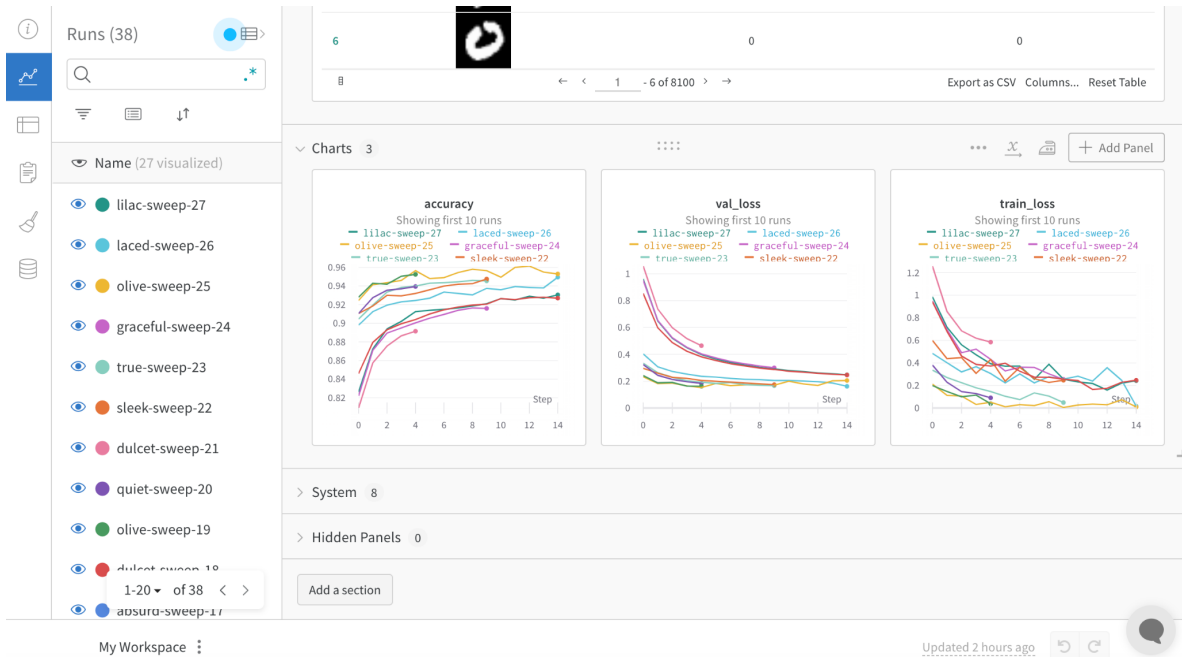 Runs (38)
.*
Name (27 visualized)
lilac-sweep-27
laced-sweep-26
olive-sweep-25
graceful-sweep-24
true-sweep-23
sleek-sweep-22
dulcet-sweep-21
quiet-sweep-20
olive-sweep-19
dulcet-sweep-18
absurd-sweep-17
1-20 of 38
6 0 0
1 - 6 of 8100
Export as CSV Columns... Reset Table
Charts 3
Add Panel
accuracy
Showing first 10 runs
lilac-sweep-27 laced-sweep-26
olive-sweep-25 graceful-sweep-24
true-sweep-23 sleek-sweep-22
0.96
0.94
0.92
0.9
0.88
0.86
0.84
0.82
Step
0 2 4 6 8 10 12 14
val_loss
Showing first 10 runs
lilac-sweep-27 laced-sweep-26
olive-sweep-25 graceful-sweep-24
true-sweep-23 sleek-sweep-22
1
0.8
0.6
0.4
0.2
0
Step
0 2 4 6 8 10 12 14
train_loss
Showing first 10 runs
lilac-sweep-27 laced-sweep-26
olive-sweep-25 graceful-sweep-24
true-sweep-23 sleek-sweep-22
1.2
1
0.8
0.6
0.4
0.2
0
Step
0 2 4 6 8 10 12 14
System 8
Hidden Panels 0
Add a section
My Workspace
Updated 2 hours ago